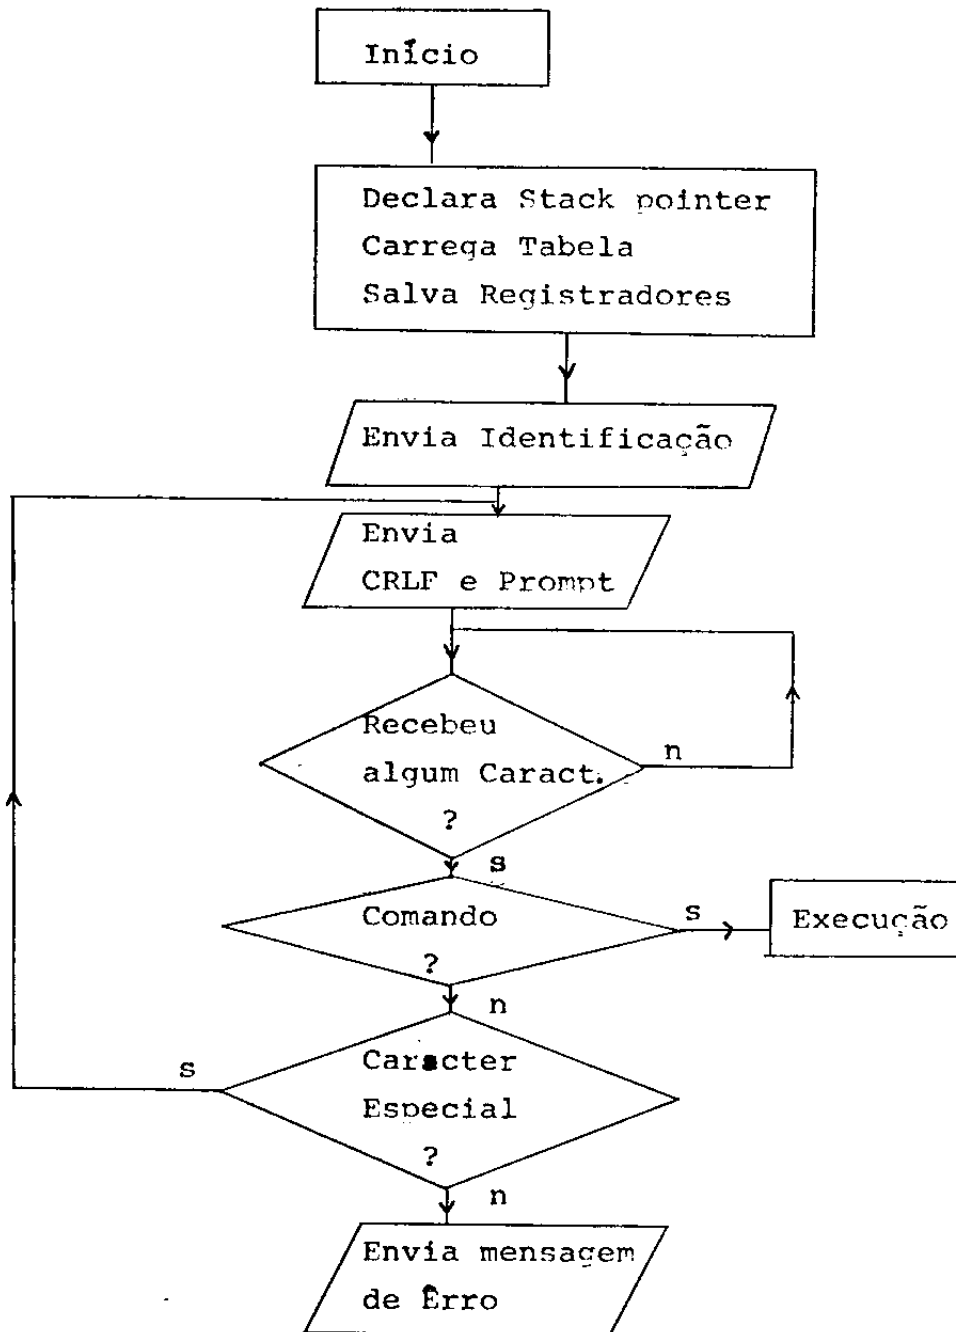 Início
Declara Stack pointer
Carrega Tabela
Salva Registradores
Envia Identificação
Envia
CRLF e Prompt
Recebeu
algum Caract.
?
n
s
Comando
?
s
Execução
n
Caracter
Especial
?
s
n
Envia mensagem
de Êrro